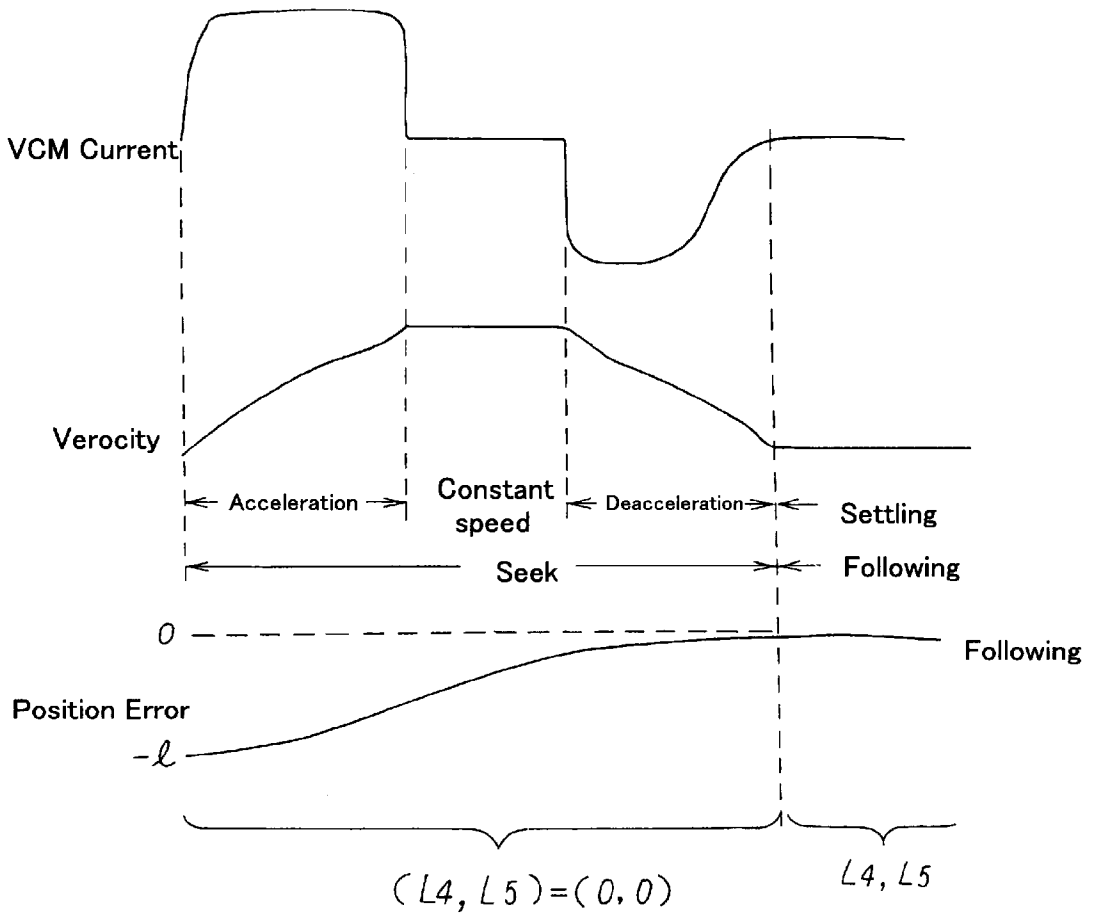 VCM Current
Verocity
Acceleration
Constant
speed
Deacceleration
Settling
Seek
Following
0
Following
Position Error
-ℓ
(L4, L5)=(0,0)
L4, L5